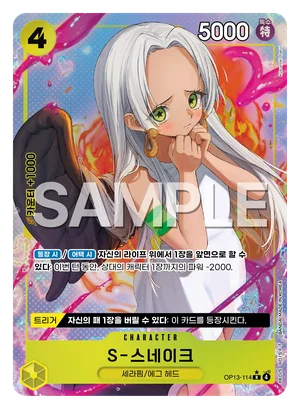 4
5000
특수
特
카운터+1000
SAMPLE
등장 시 / 어택 시 자신의 라이프 위에서 1장을 앞면으로 할 수
있다: 이번 턴 동안, 상대의 캐릭터 1장까지의 파워 -2000.
트리거 자신의 패 1장을 버릴 수 있다: 이 카드를 등장시킨다.
CHARACTER
S-스네이크
세라핌/에그 헤드
OP13-114